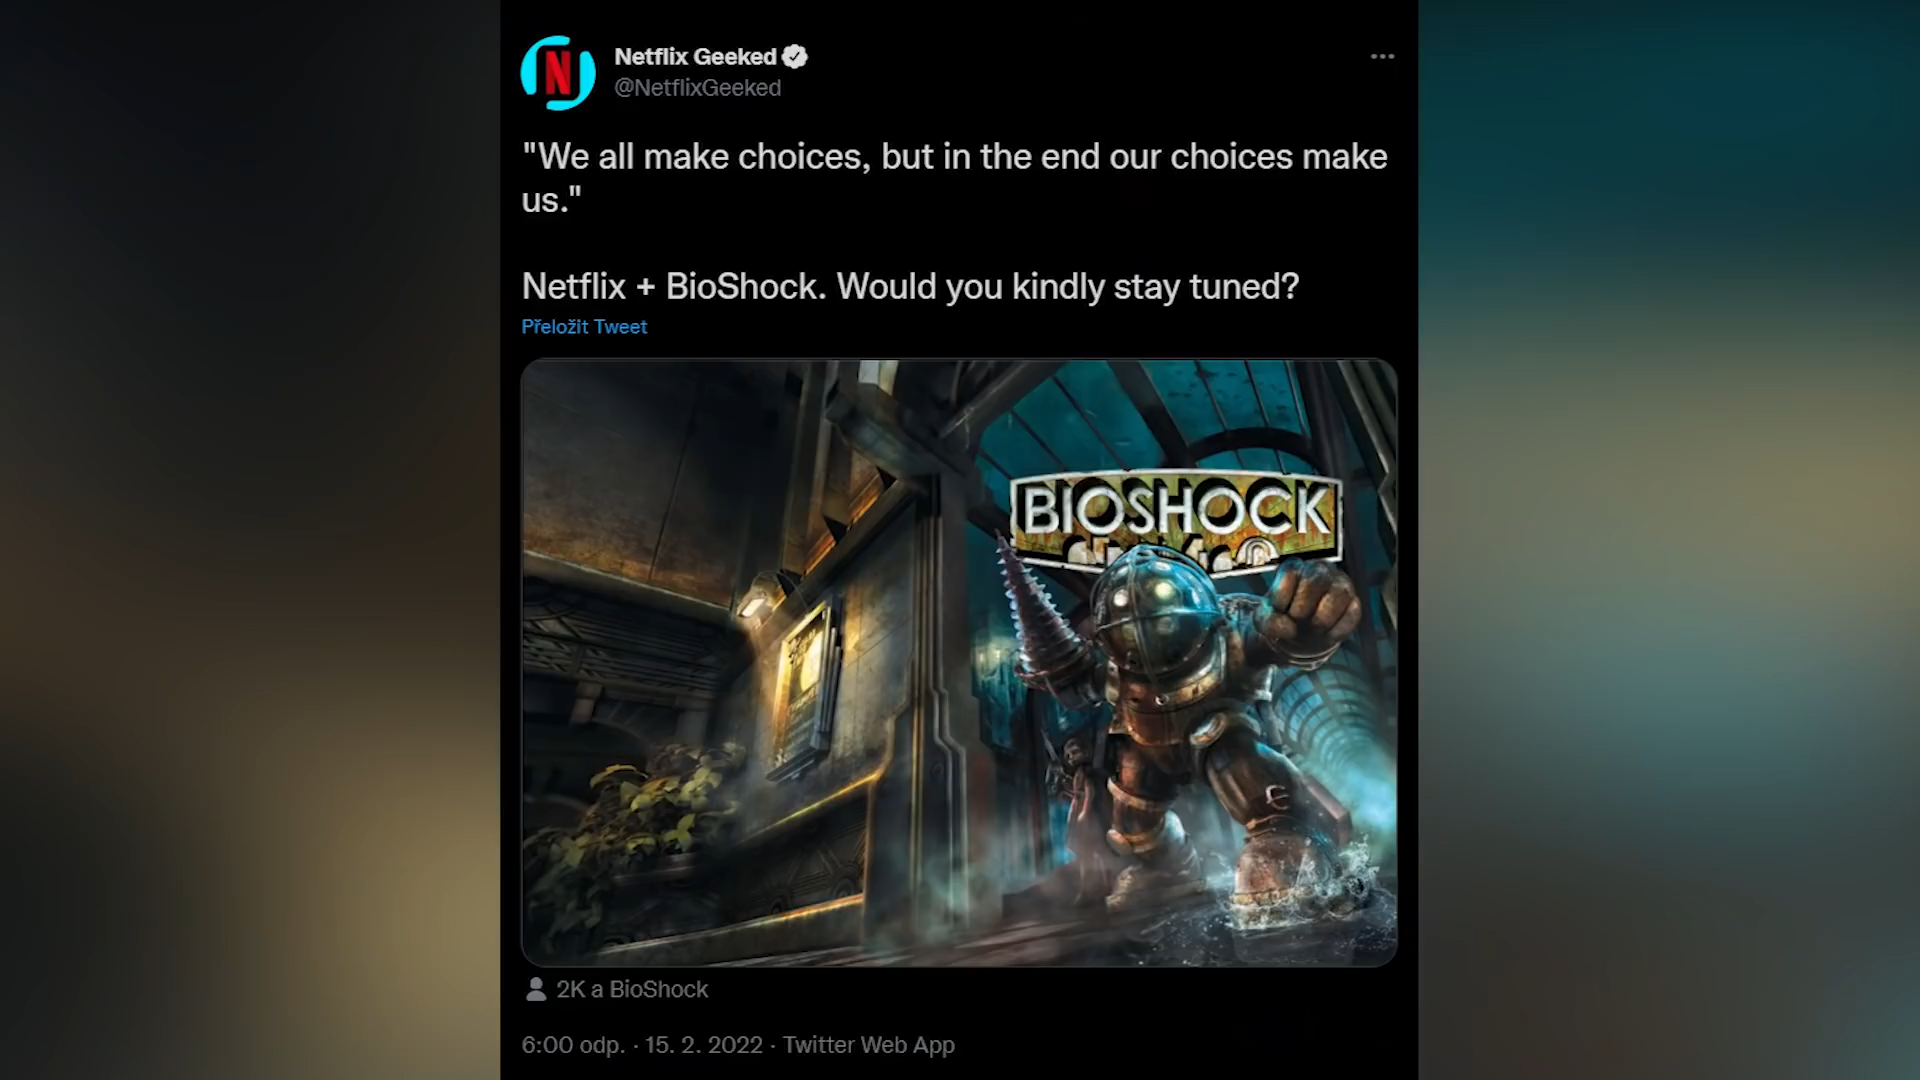 Netflix Geeked
@NetflixGeeked
"We all make choices, but in the end our choices make
us."
Netflix + BioShock. Would you kindly stay tuned?
Přeložit Tweet
BIOSHOCK
2K a BioShock
6:00 odp. · 15. 2. 2022 · Twitter Web App